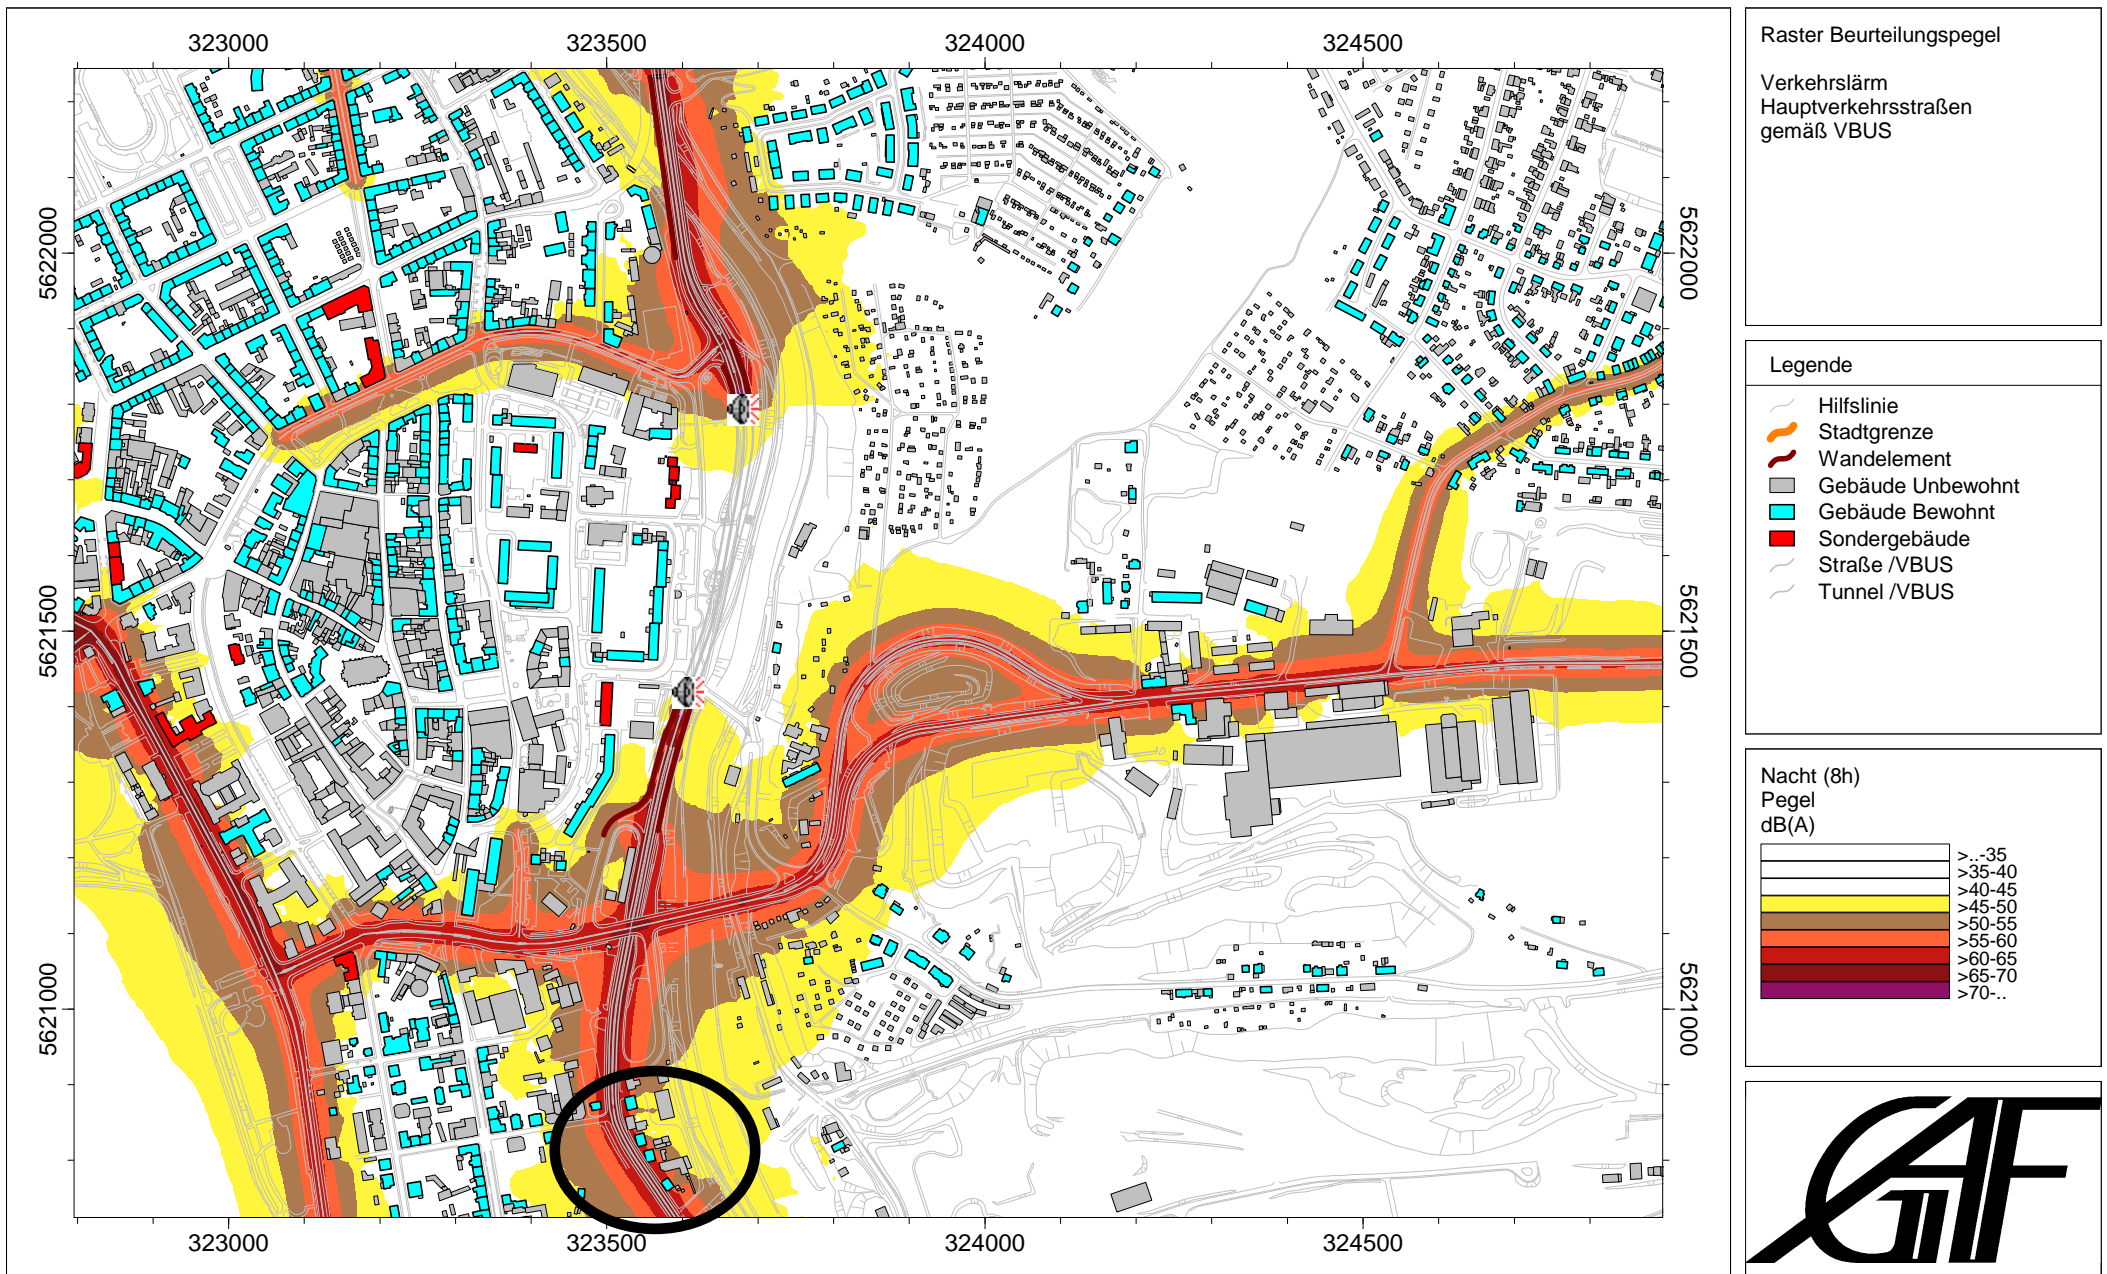 323000 323500 324000 324500
5622000 5622000
5621500 5621500
5621000 5621000
323000 323500 324000 324500
Raster Beurteilungspegel
Verkehrslärm
Hauptverkehrsstraßen
gemäß VBUS
Legende
Hilfslinie
Stadtgrenze
Wandelement
Gebäude Unbewohnt
Gebäude Bewohnt
Sondergebäude
Straße /VBUS
Tunnel /VBUS
Nacht (8h)
Pegel
dB(A)
>..-35
>35-40
>40-45
>45-50
>50-55
>55-60
>60-65
>65-70
>70-..
GAF